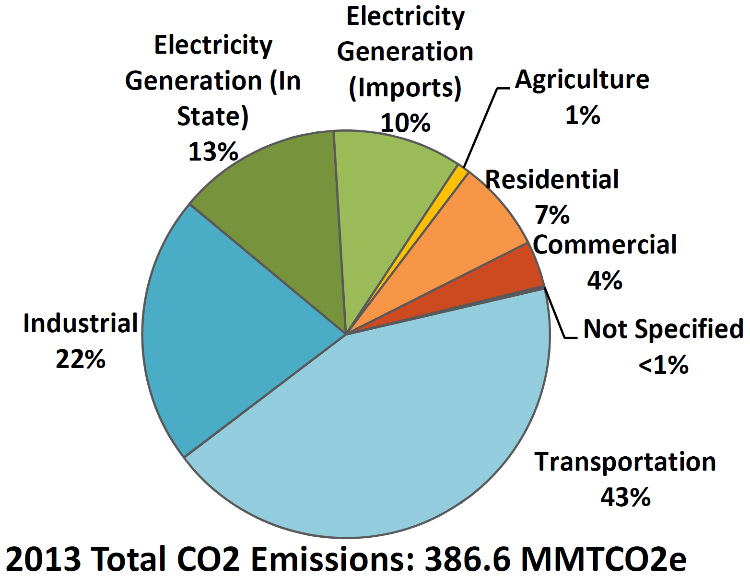 Electricity
Generation (In
State)
13%
Electricity
Generation
(Imports)
10%
Agriculture
1%
Residential
7%
Commercial
4%
Not Specified
<1%
Industrial
22%
Transportation
43%
2013 Total CO2 Emissions: 386.6 MMTCO2e